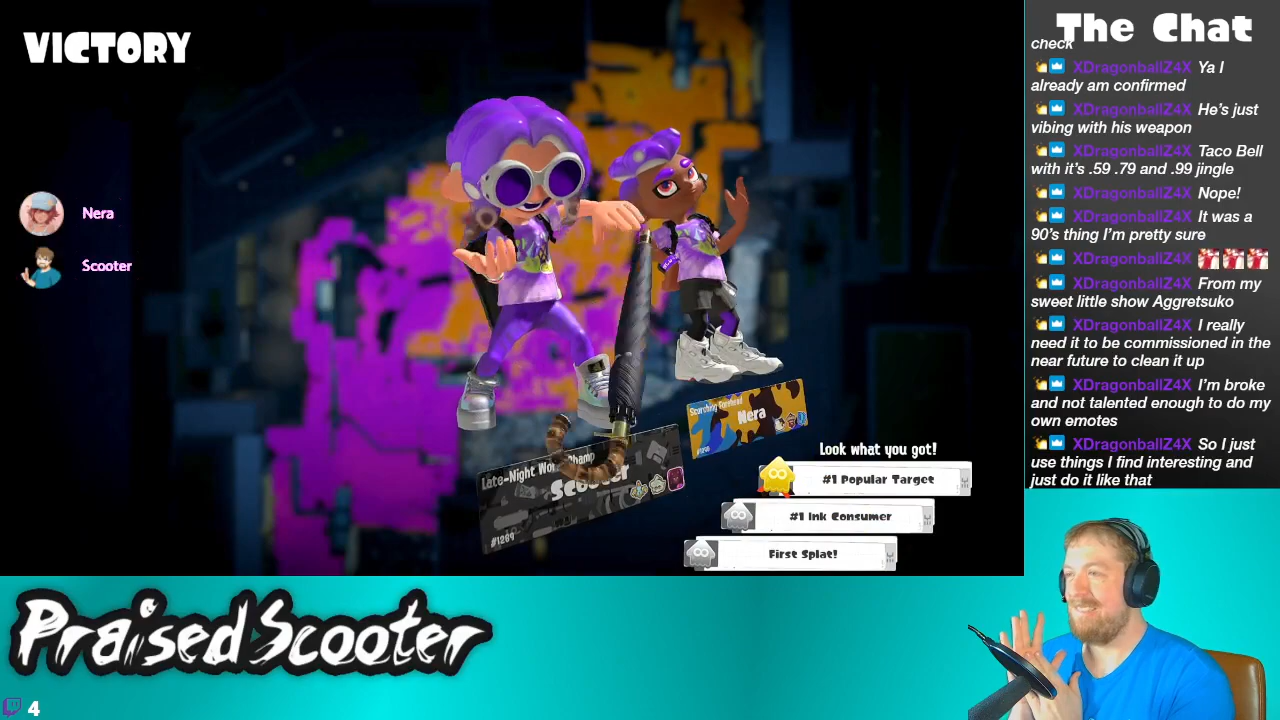 VICTORY
Nera
Scooter
Late-Night
Champ
#1269
Nera
Look what you got!
#1 Popular Target
#1 Ink Consumer
First Splat!
The Chat
check
XDragonballZ4X Ya I
already am confirmed
XDragonballZ4X He's just
vibing with his weapon
XDragonballZ4X Taco Bell
with it's .59 .79 and .99 jingle
XDragonballZ4X Nope!
XDragonballZ4X It was a
90's thing I'm pretty sure
XDragonballZ4X
XDragonballZ4X From my
sweet little show Aggretsuko
XDragonballZ4X I really
need it to be commissioned in the
near future to clean it up
XDragonballZ4X I'm broke
and not talented enough to do my
own emotes
XDragonballZ4X So I just
use things I find interesting and
just do it like that
PraisedScooter
4